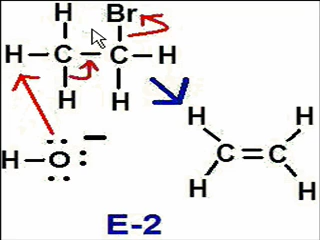 H Br
H C C H
H H
H H
H O : − C = C
H H
E-2